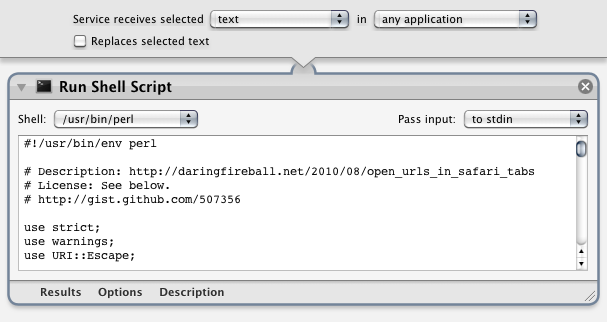 Service receives selected text in any application
Replaces selected text
Run Shell Script
Shell: /usr/bin/perl Pass input: to stdin
#!/usr/bin/env perl
# Description: http://daringfireball.net/2010/08/open_urls_in_safari_tabs
# License: See below.
# http://gist.github.com/507356
use strict;
use warnings;
use URI::Escape;
Results Options Description